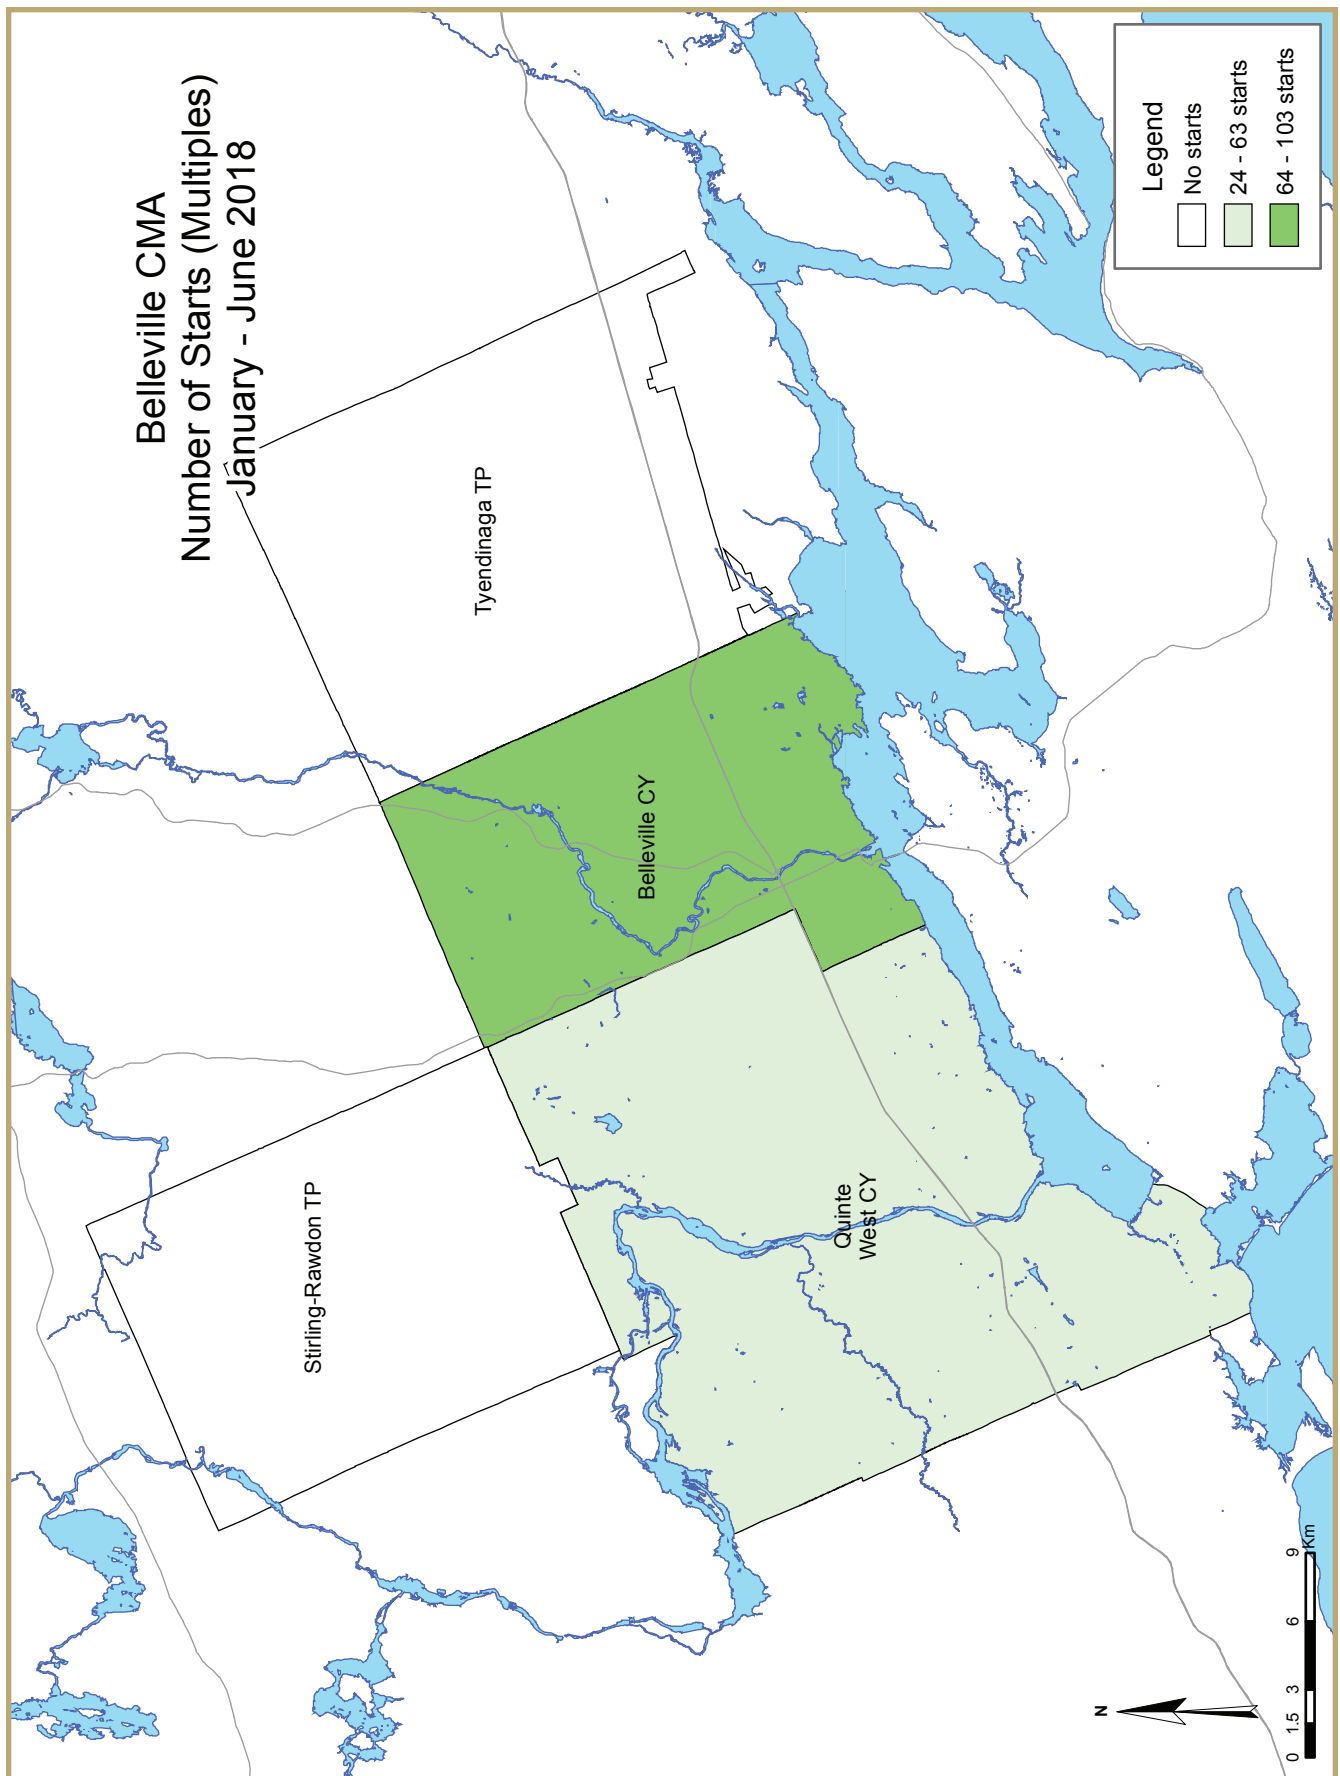 Belleville CMA
Number of Starts (Multiples)
January - June 2018
Tyendinaga TP
Stirling-Rawdon TP
Belleville CY
Quinte
West CY
Legend
No starts
24 - 63 starts
64 - 103 starts
N
0 1.5 3 6 9
Km